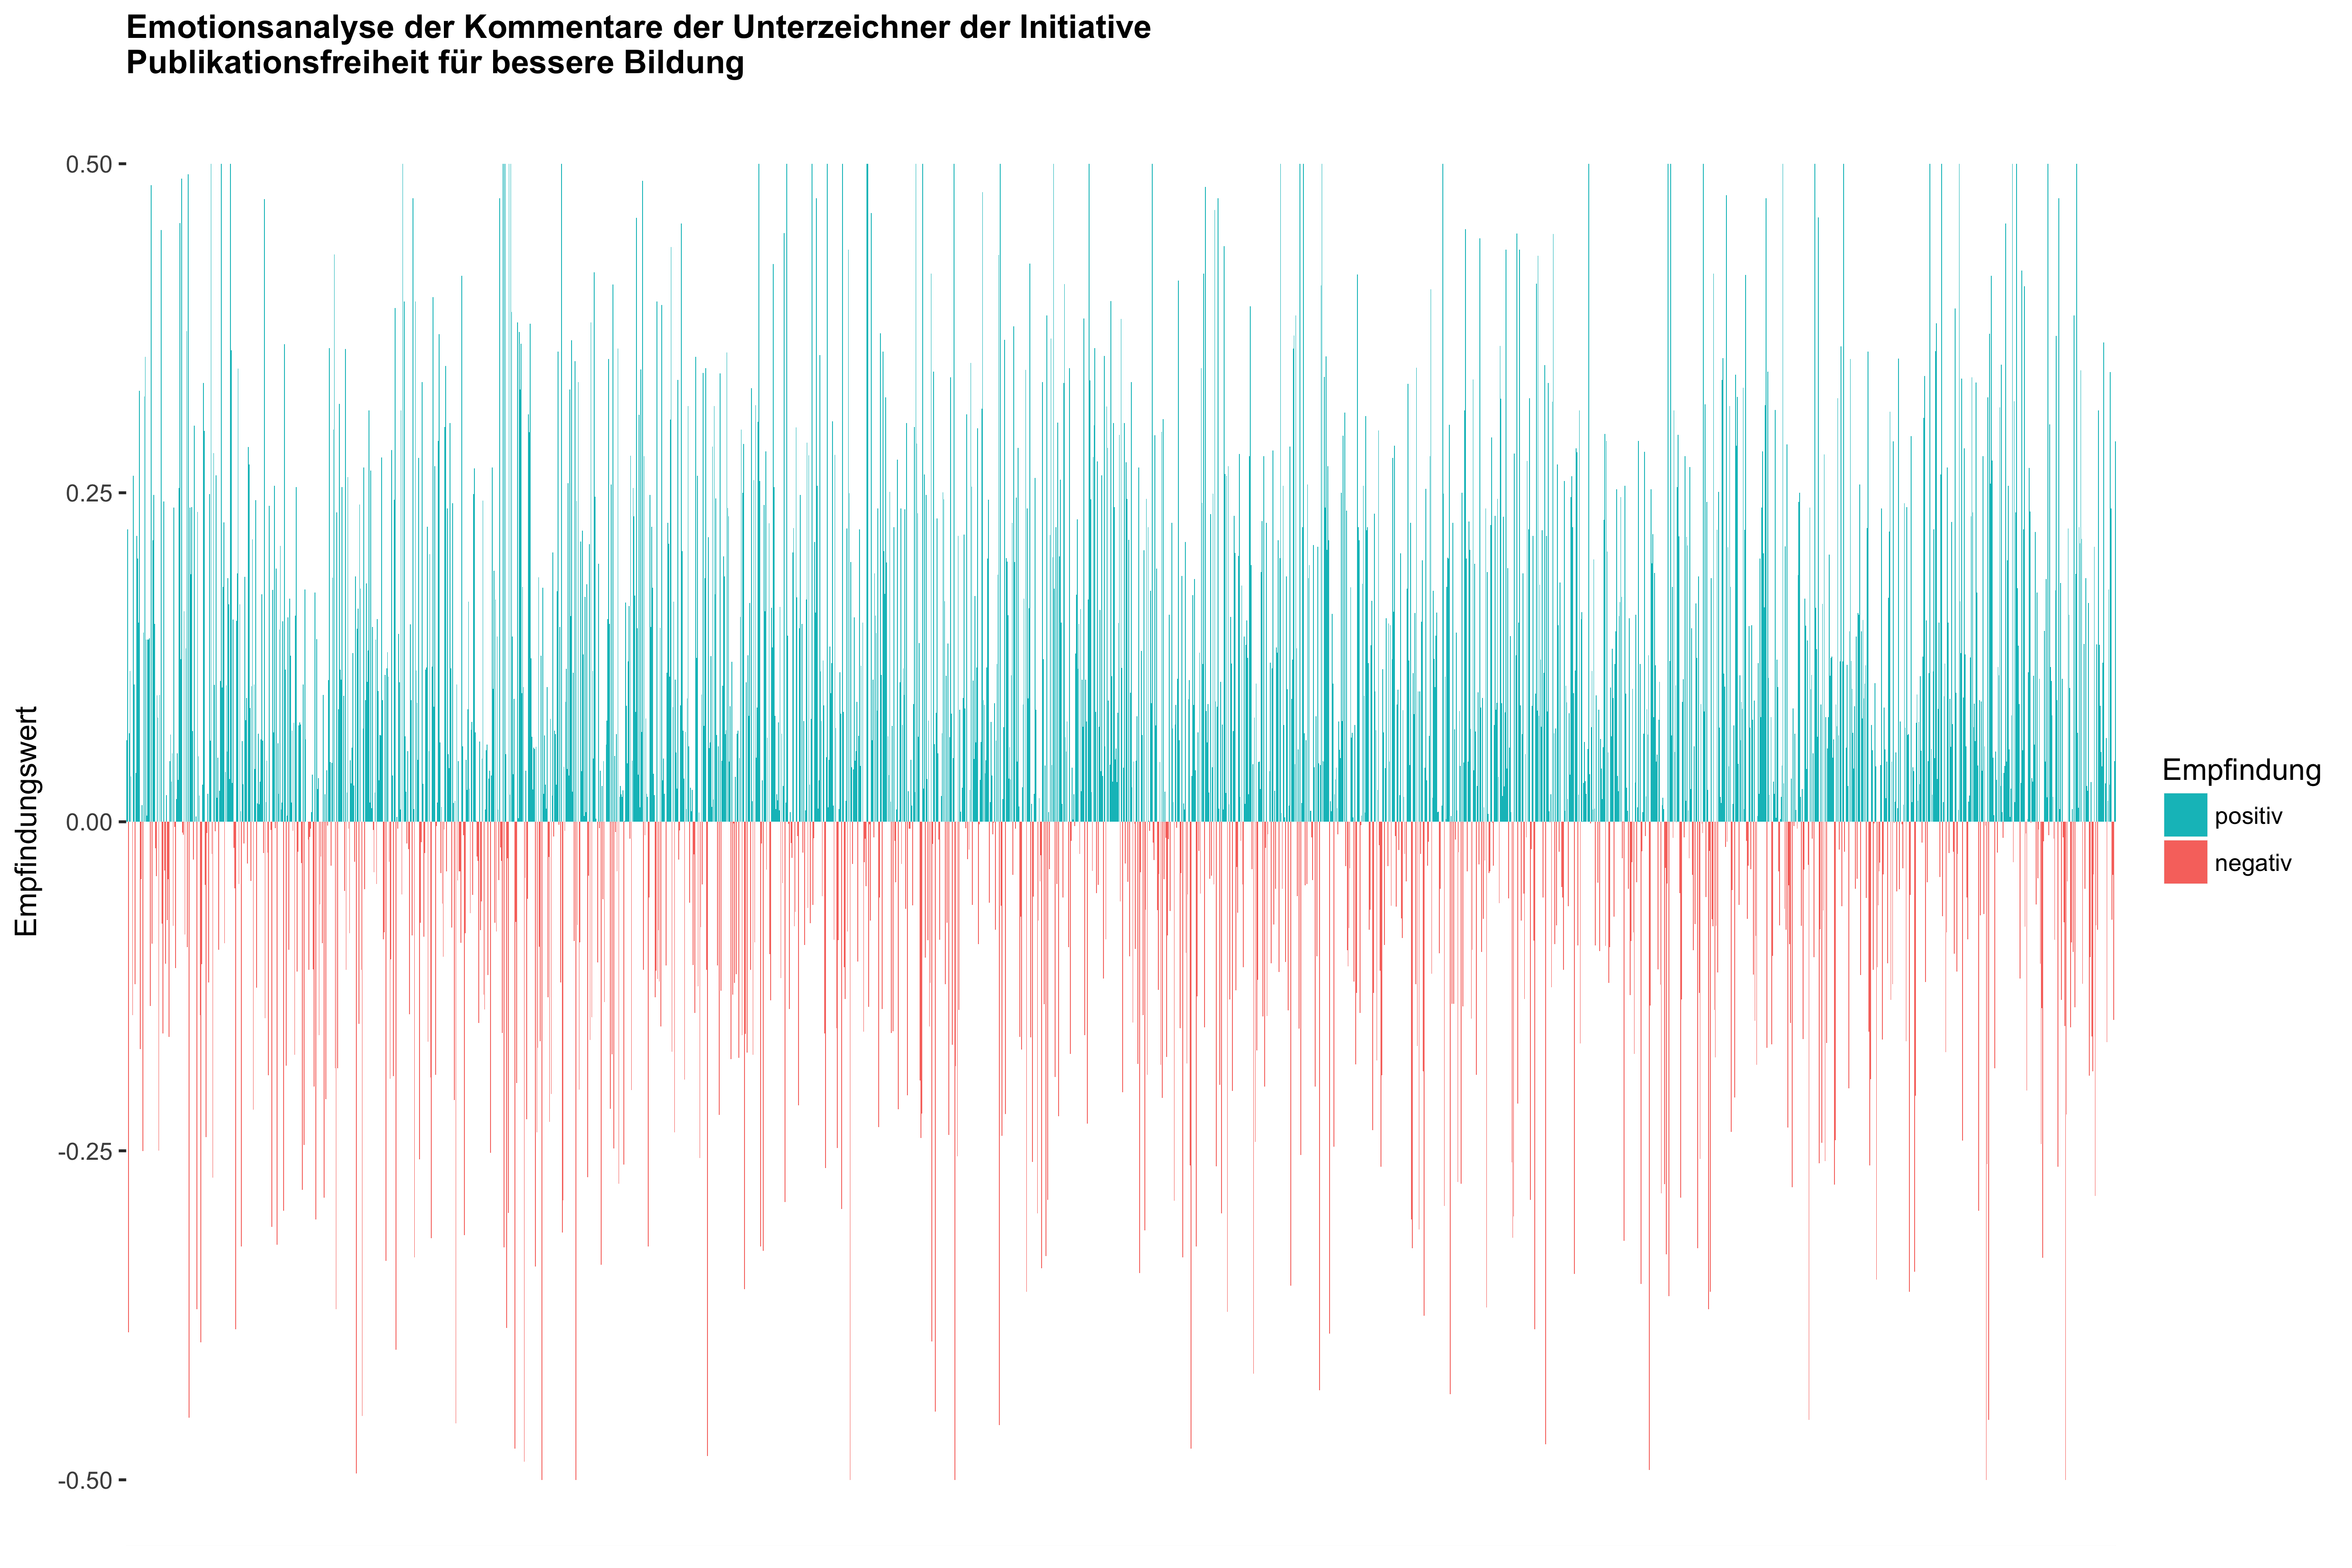 Emotionsanalyse der Kommentare der Unterzeichner der Initiative
Publikationsfreiheit für bessere Bildung
0.50
0.25
0.00
-0.25
-0.50
Empfindungswert
Empfindung
positiv
negativ